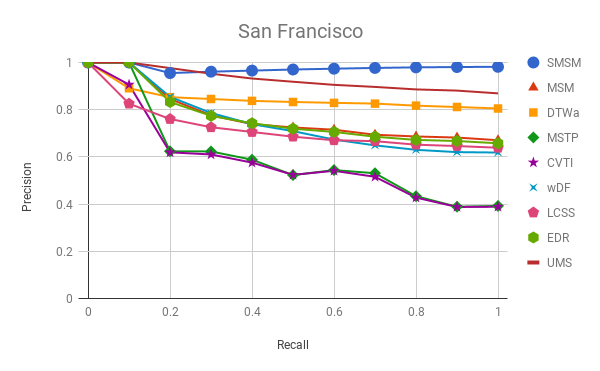 San Francisco
Precision
1
0.8
0.6
0.4
0.2
0
0
0.2
0.4
0.6
0.8
1
Recall
SMSM
MSM
DTWa
MSTP
CVTI
wDF
LCSS
EDR
UMS